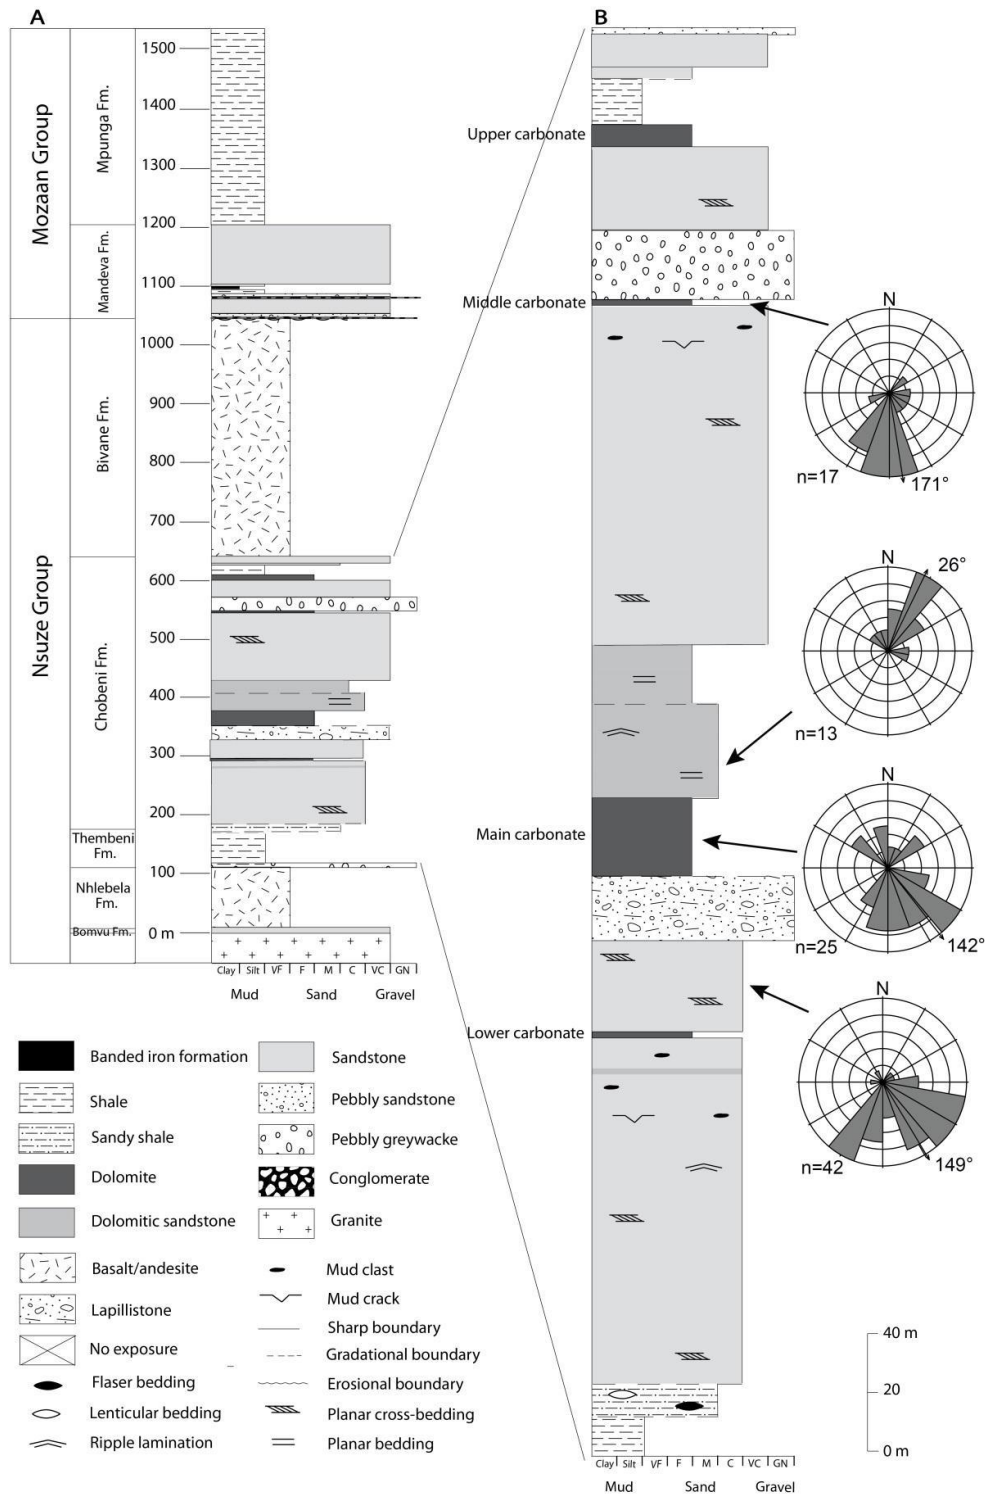 A
B
Mozaan Group
Nsuze Group
Mpunga Fm.
Mandeva Fm.
Bivane Fm.
Chobeni Fm.
Thembeni
Fm.
Nhlebela
Fm.
Bomvu Fm.
1500
1400
1300
1200
1100
1000
900
800
700
600
500
400
300
200
100
0 m
Clay Silt VF F M C VC GN
Mud Sand Gravel
Upper carbonate
Middle carbonate
Main carbonate
Lower carbonate
N
n=17
171°
N
26°
n=13
N
n=25
142°
N
n=42
149°
40 m
20
0 m
Clay Silt VF F M C VC GN
Mud Sand Gravel
Banded iron formation
Shale
Sandy shale
Dolomite
Dolomitic sandstone
Basalt/andesite
Lapillistone
No exposure
Flaser bedding
Lenticular bedding
Ripple lamination
Sandstone
Pebbly sandstone
Pebbly greywacke
Conglomerate
Granite
Mud clast
Mud crack
Sharp boundary
Gradational boundary
Erosional boundary
Planar cross-bedding
Planar bedding